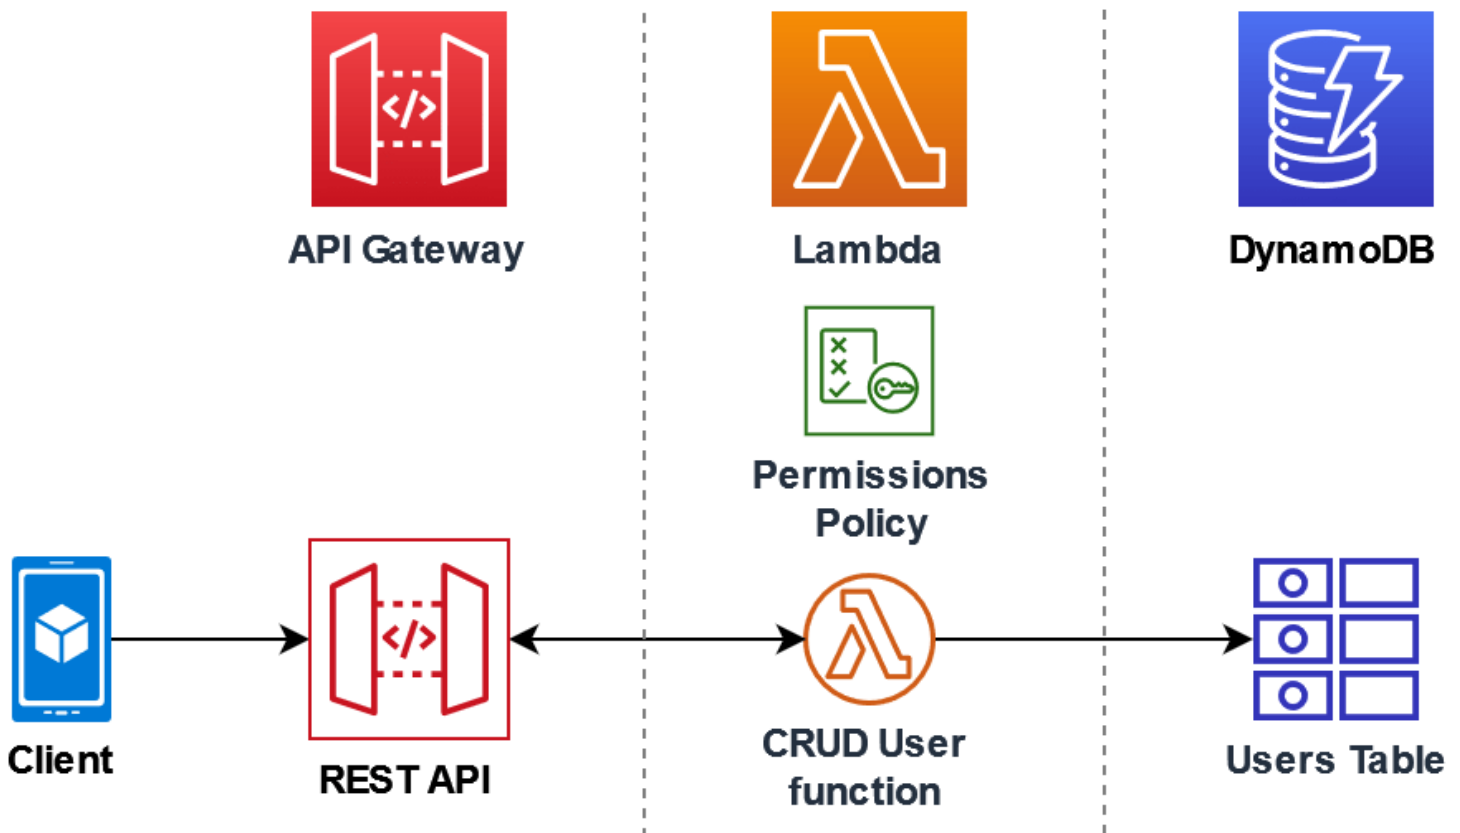 API Gateway
Lambda
DynamoDB
Permissions
Policy
Client
REST API
CRUD User
function
Users Table